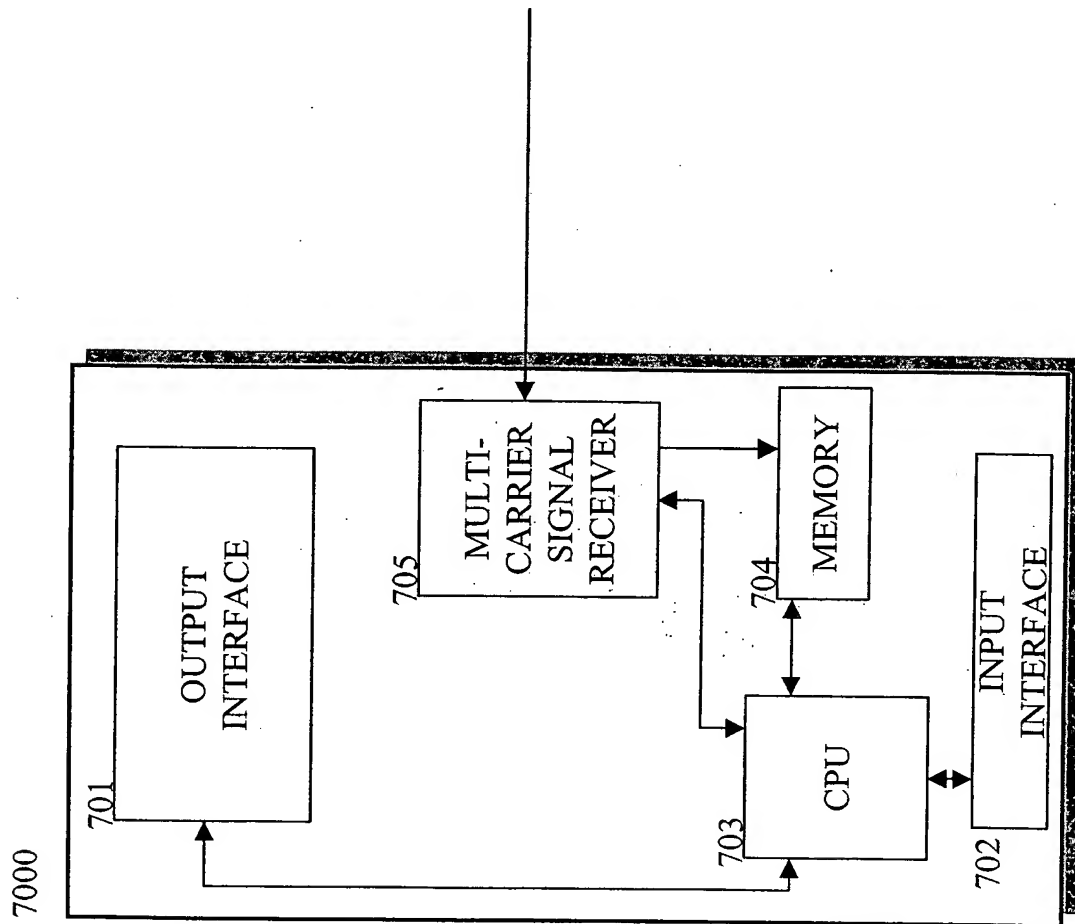 7000
701
OUTPUT
INTERFACE
705
MULTI-
CARRIER
SIGNAL
RECEIVER
703
CPU
704
MEMORY
702
INPUT
INTERFACE